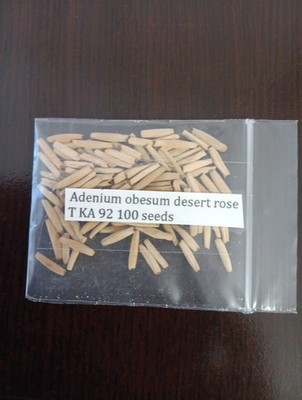 Adenium obesum desert rose
T KA 92 100 seeds